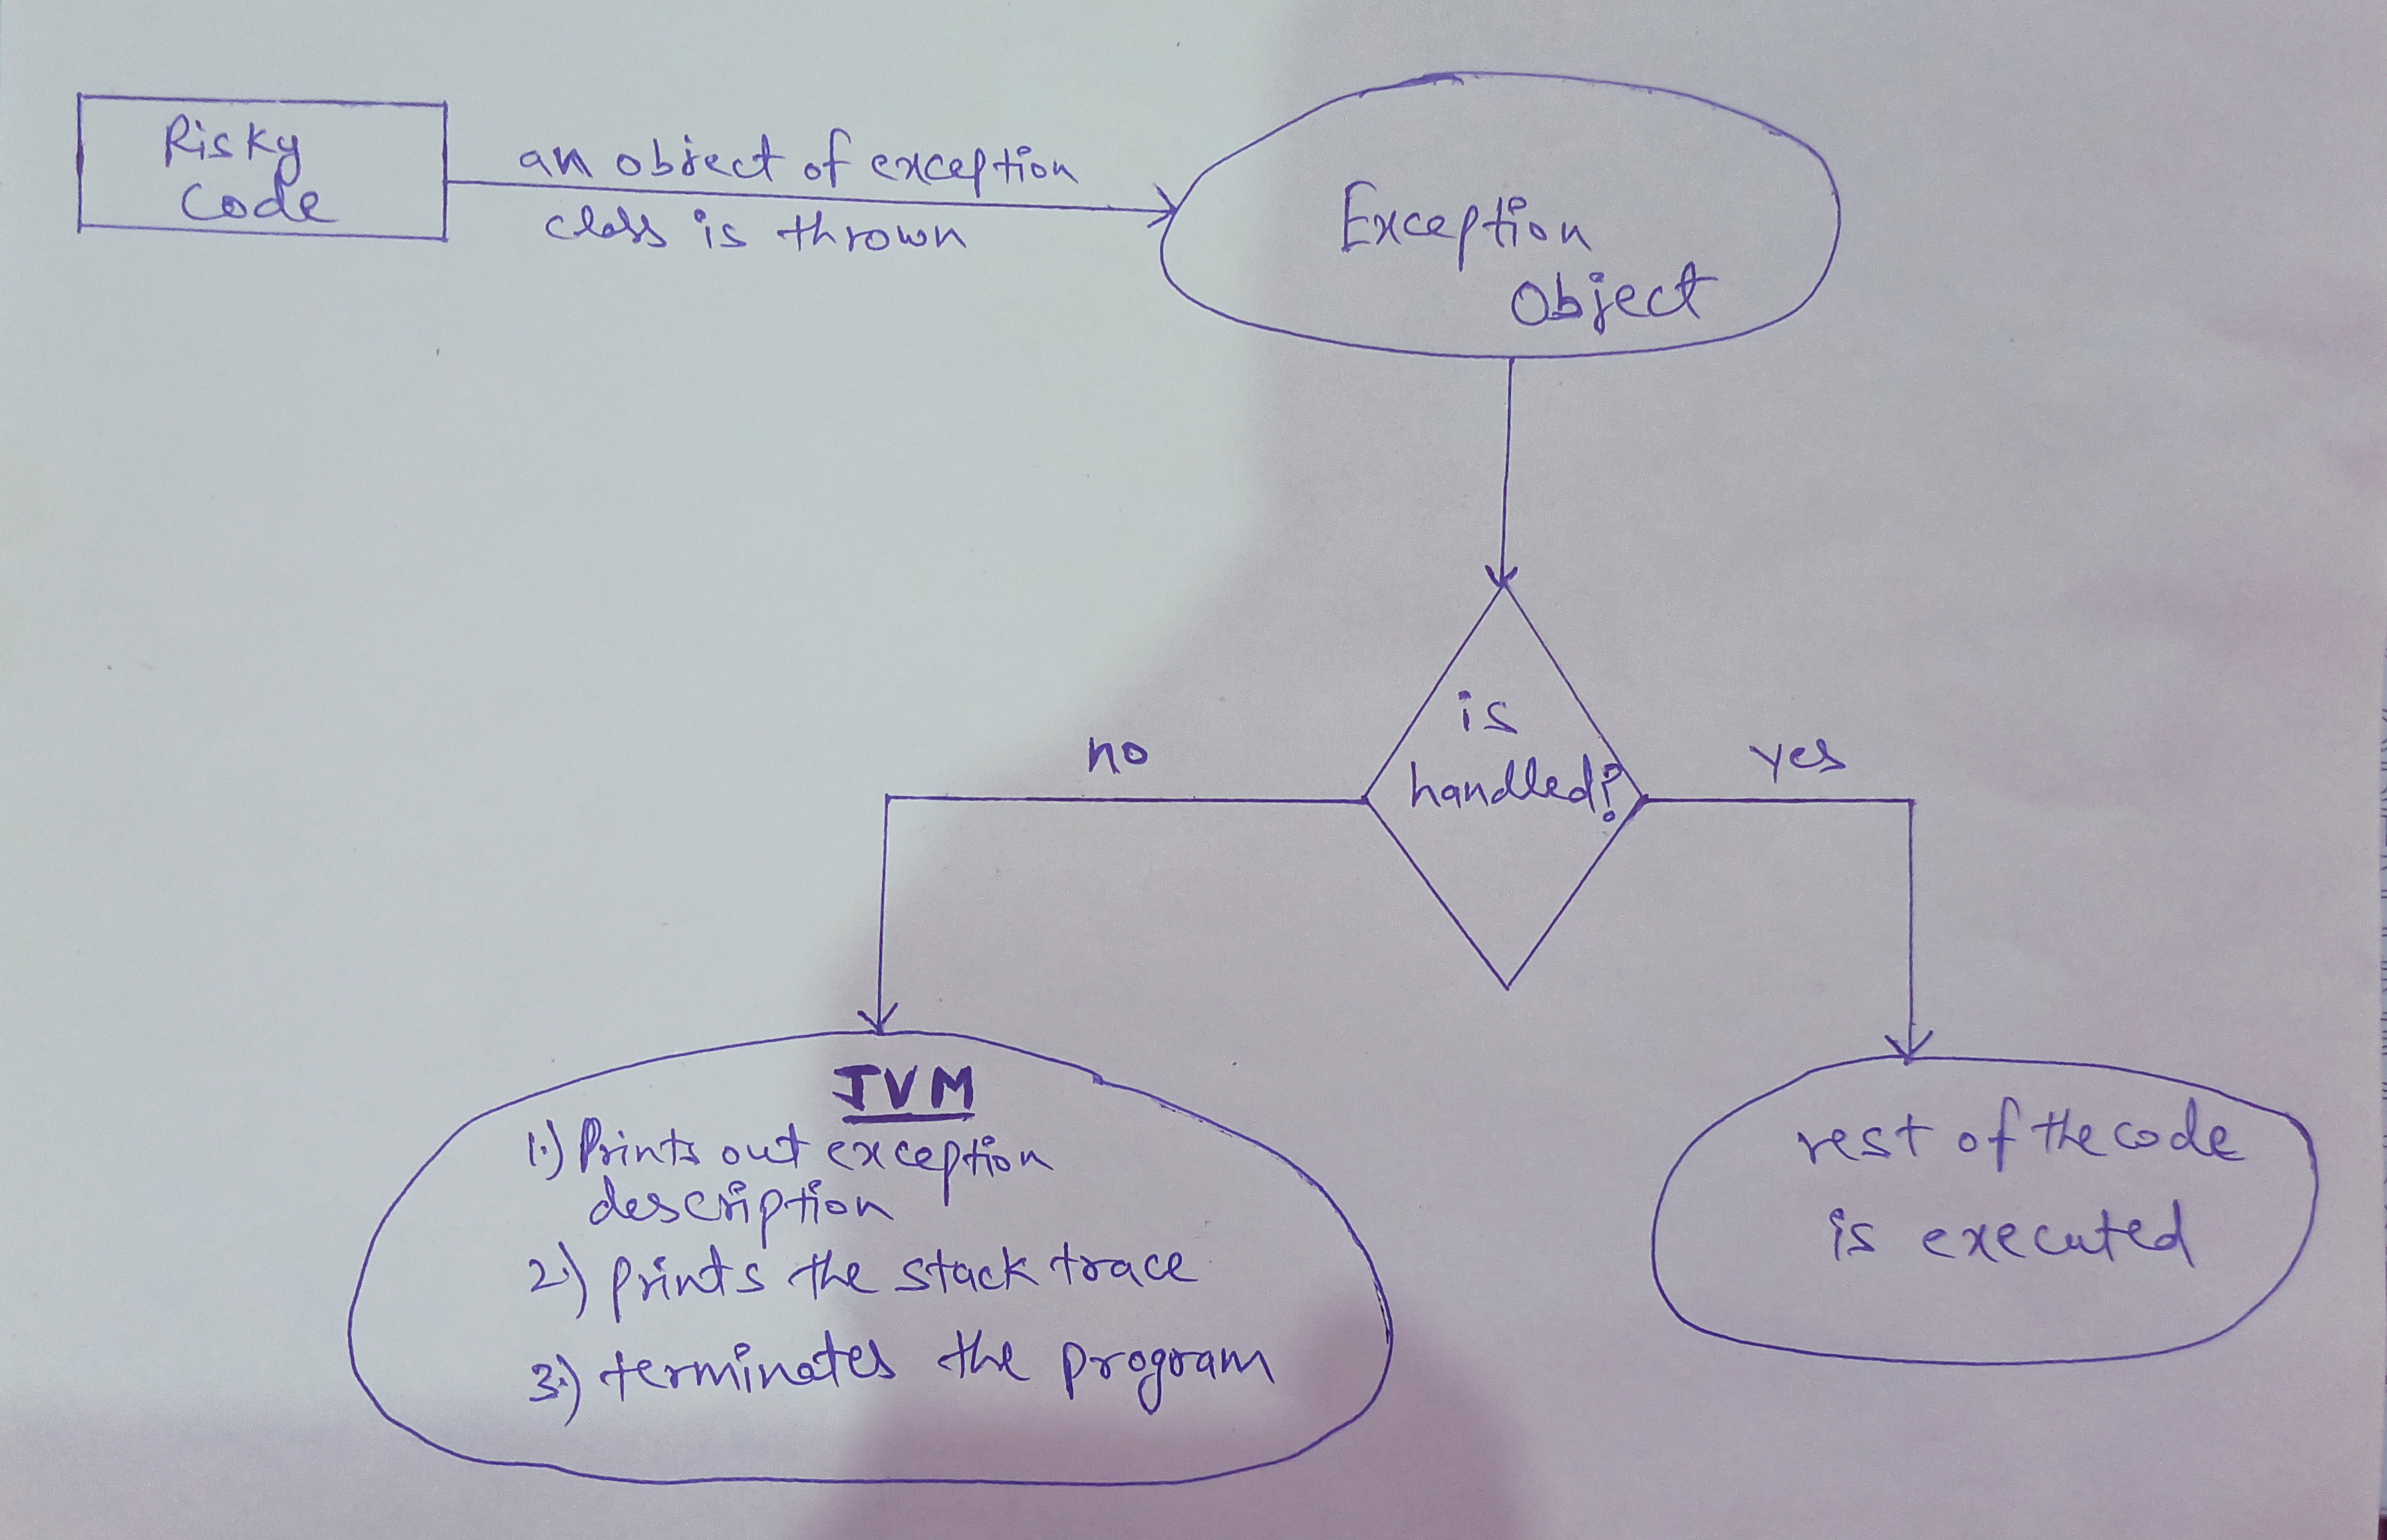 Risky
Code
an object of exception
class is thrown
Exception
Object
is
handled?
no
yes
JVM
1.) Prints out exception
description
2.) prints the stack trace
3.) terminates the program
rest of the code
is executed